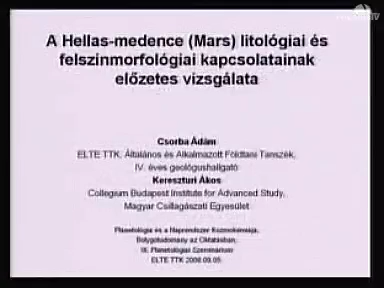 A Hellas-medence (Mars) litológiai és
felszínmorfológiai kapcsolatainak
előzetes vizsgálata
Csorba Ádám
ELTE TTK, Általános és Alkalmazott Földtani Tanszék,
IV. éves geológushallgató
Kereszturi Ákos
Collegium Budapest Institute for Advanced Study,
Magyar Csillagászati Egyesület
Planetológia és a Naprendszer Kozmokémiája,
Bolygótudomány az Oktatásban,
IX. Planetológiai Szeminárium
ELTE TTK 2008.09.05